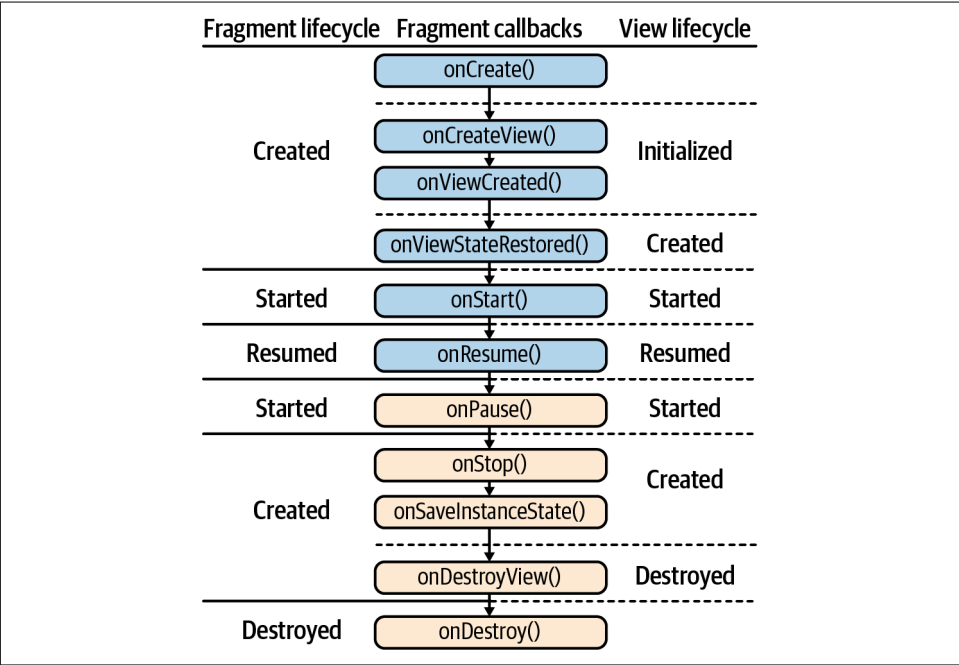 Fragment lifecycle Fragment callbacks View lifecycle
onCreate()
onCreateView()
Created Initialized
onViewCreated()
onViewStateRestored() Created
Started onStart() Started
Resumed onResume() Resumed
Started onPause() Started
onStop()
Created
Created onSaveInstanceState()
onDestroyView() Destroyed
Destroyed onDestroy()